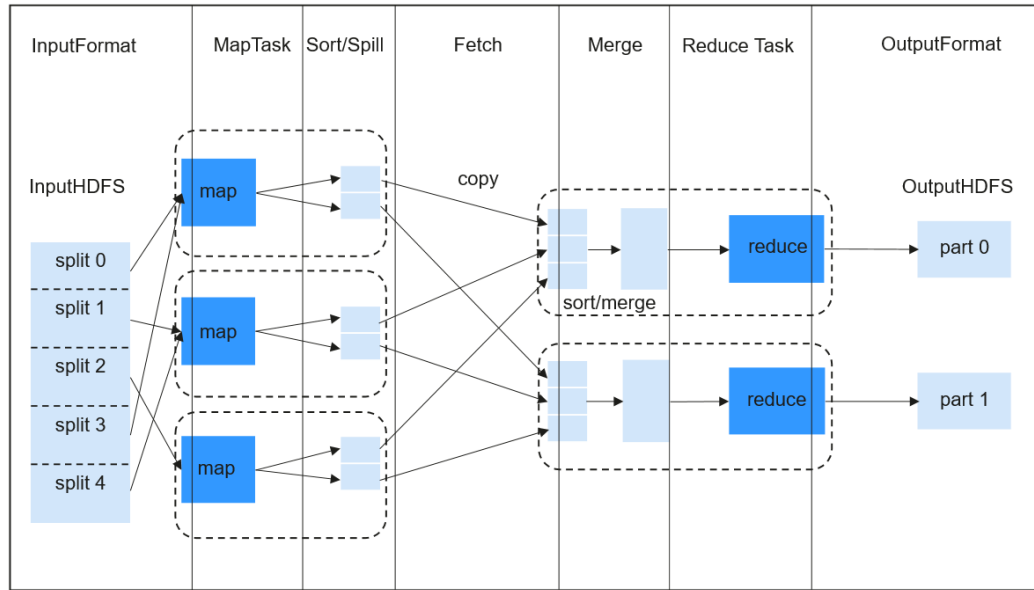 InputFormat
MapTask
Sort/Spill
Fetch
Merge
Reduce Task
OutputFormat
InputHDFS
split 0
split 1
split 2
split 3
split 4
map
map
map
copy
sort/merge
reduce
reduce
OutputHDFS
part 0
part 1